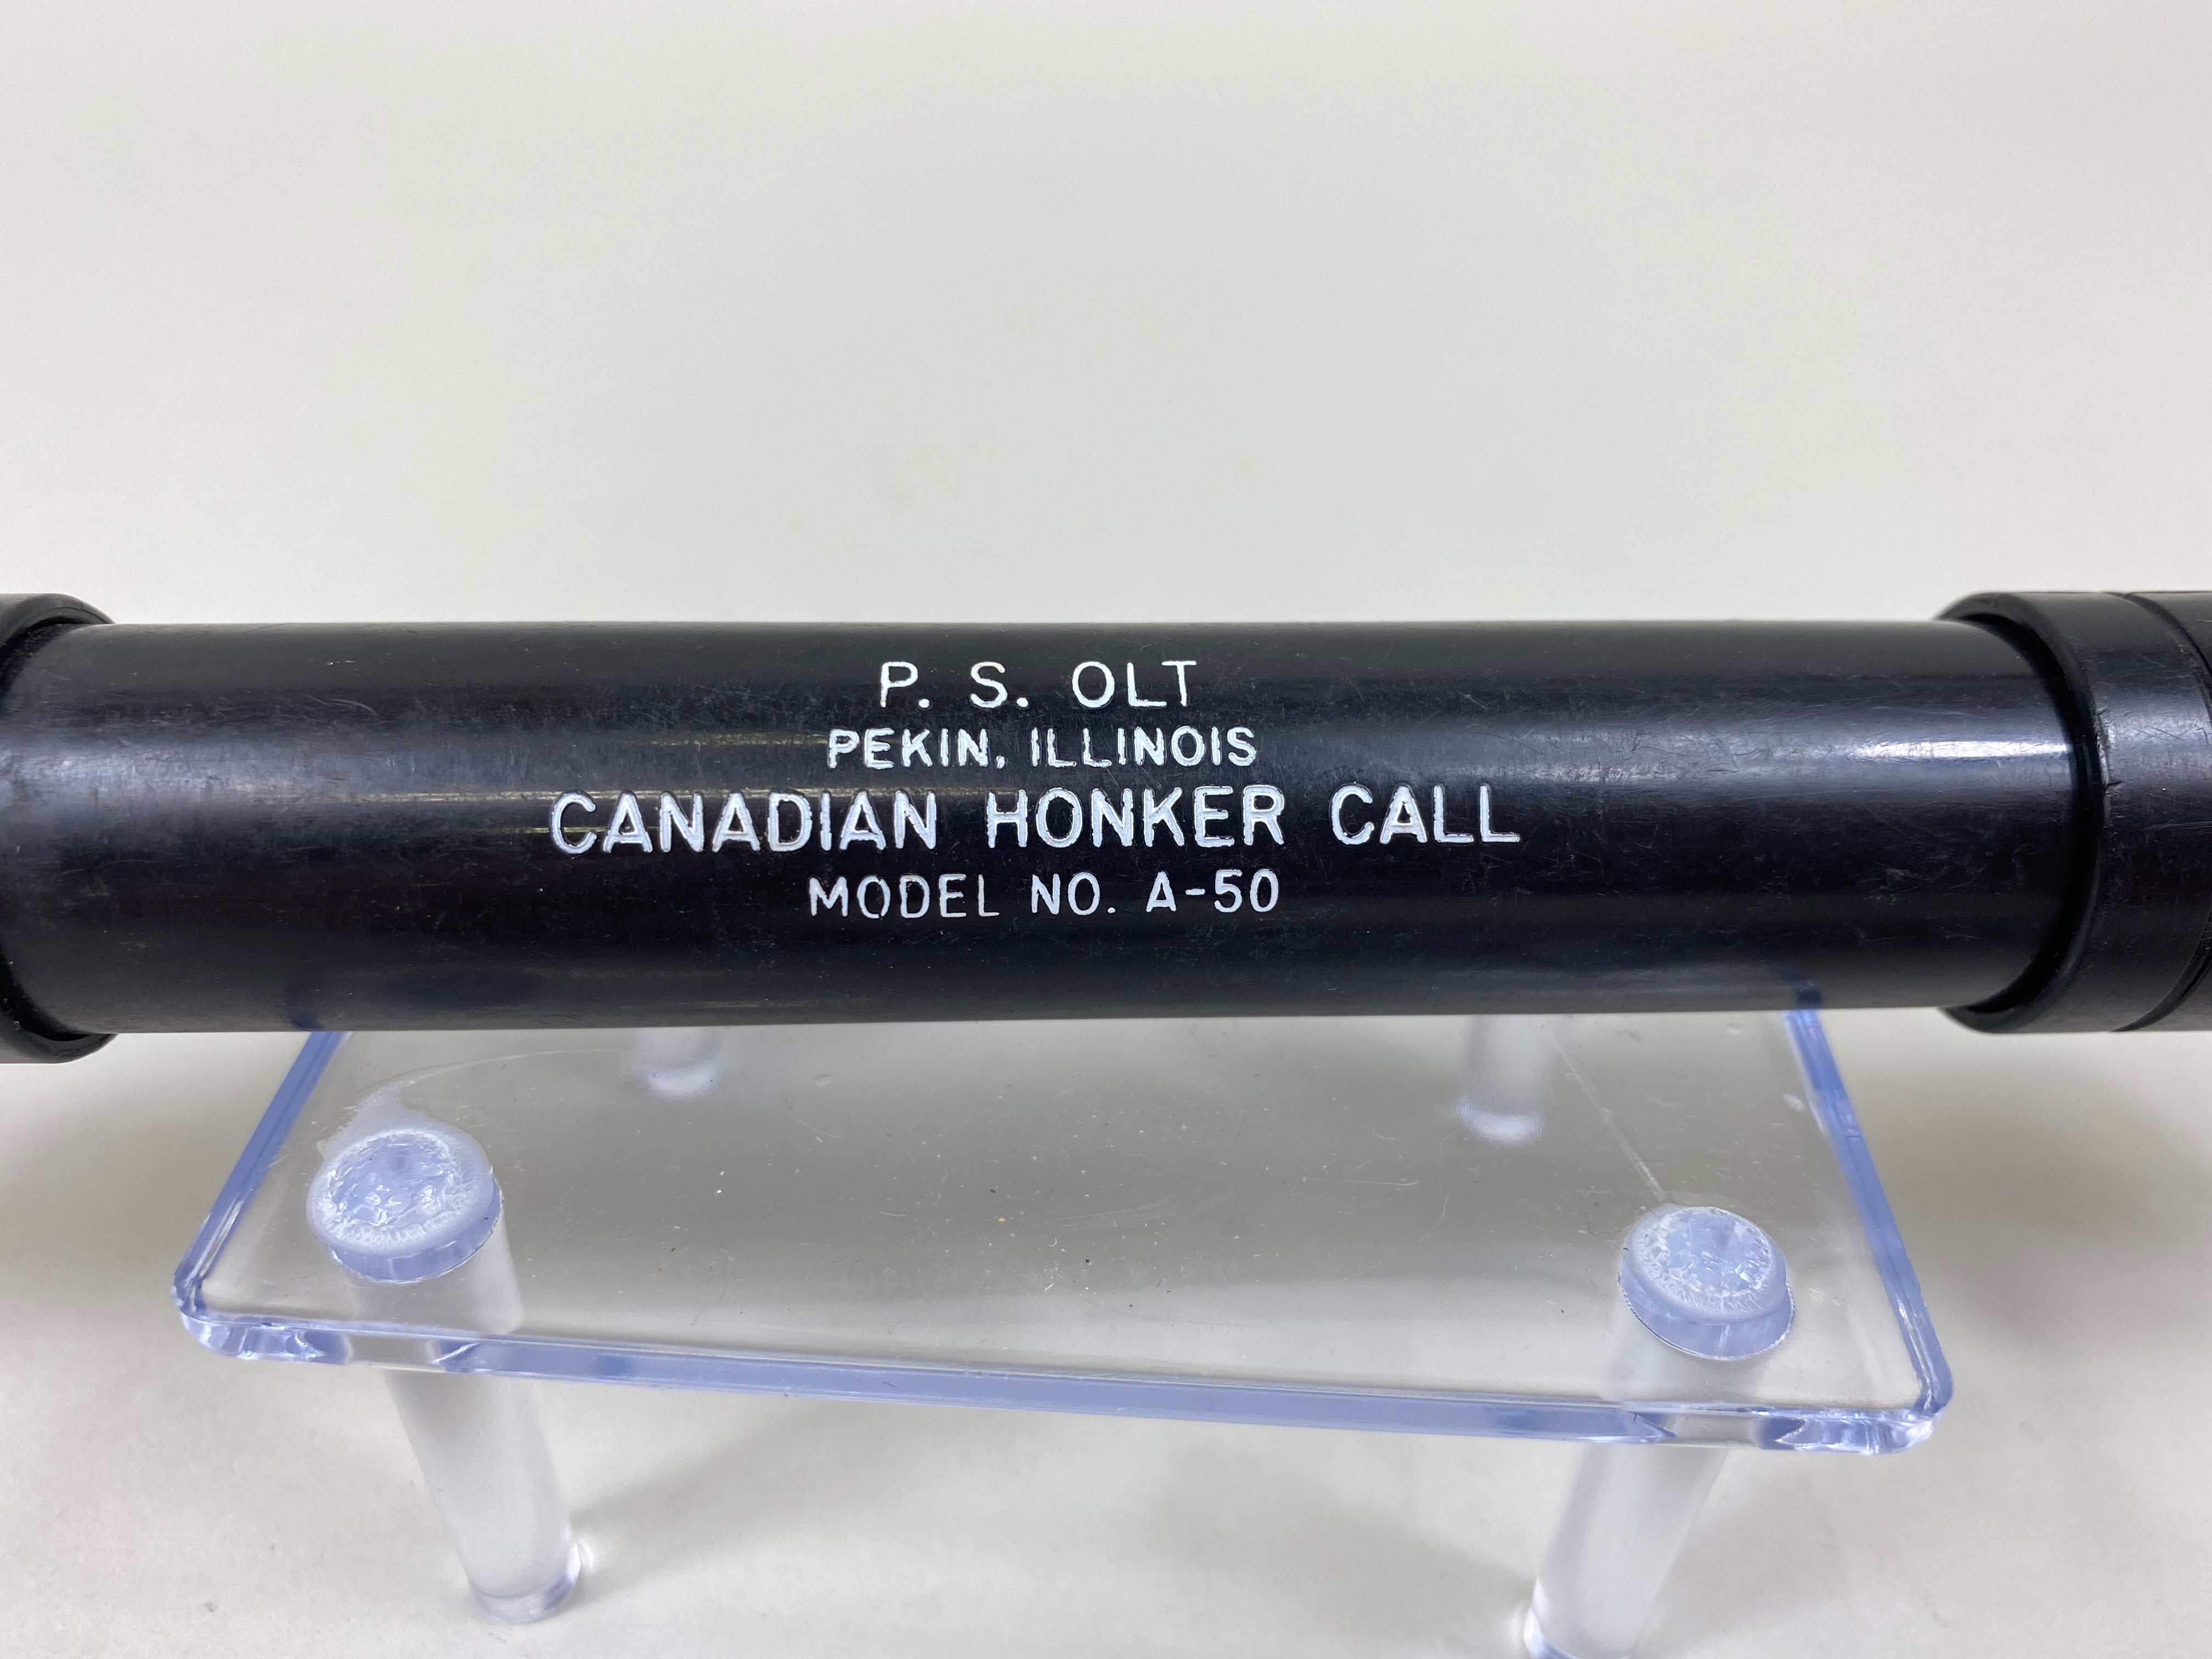 P. S. OLT
PEKIN, ILLINOIS
CANADIAN HONKER CALL
MODEL NO. A-50